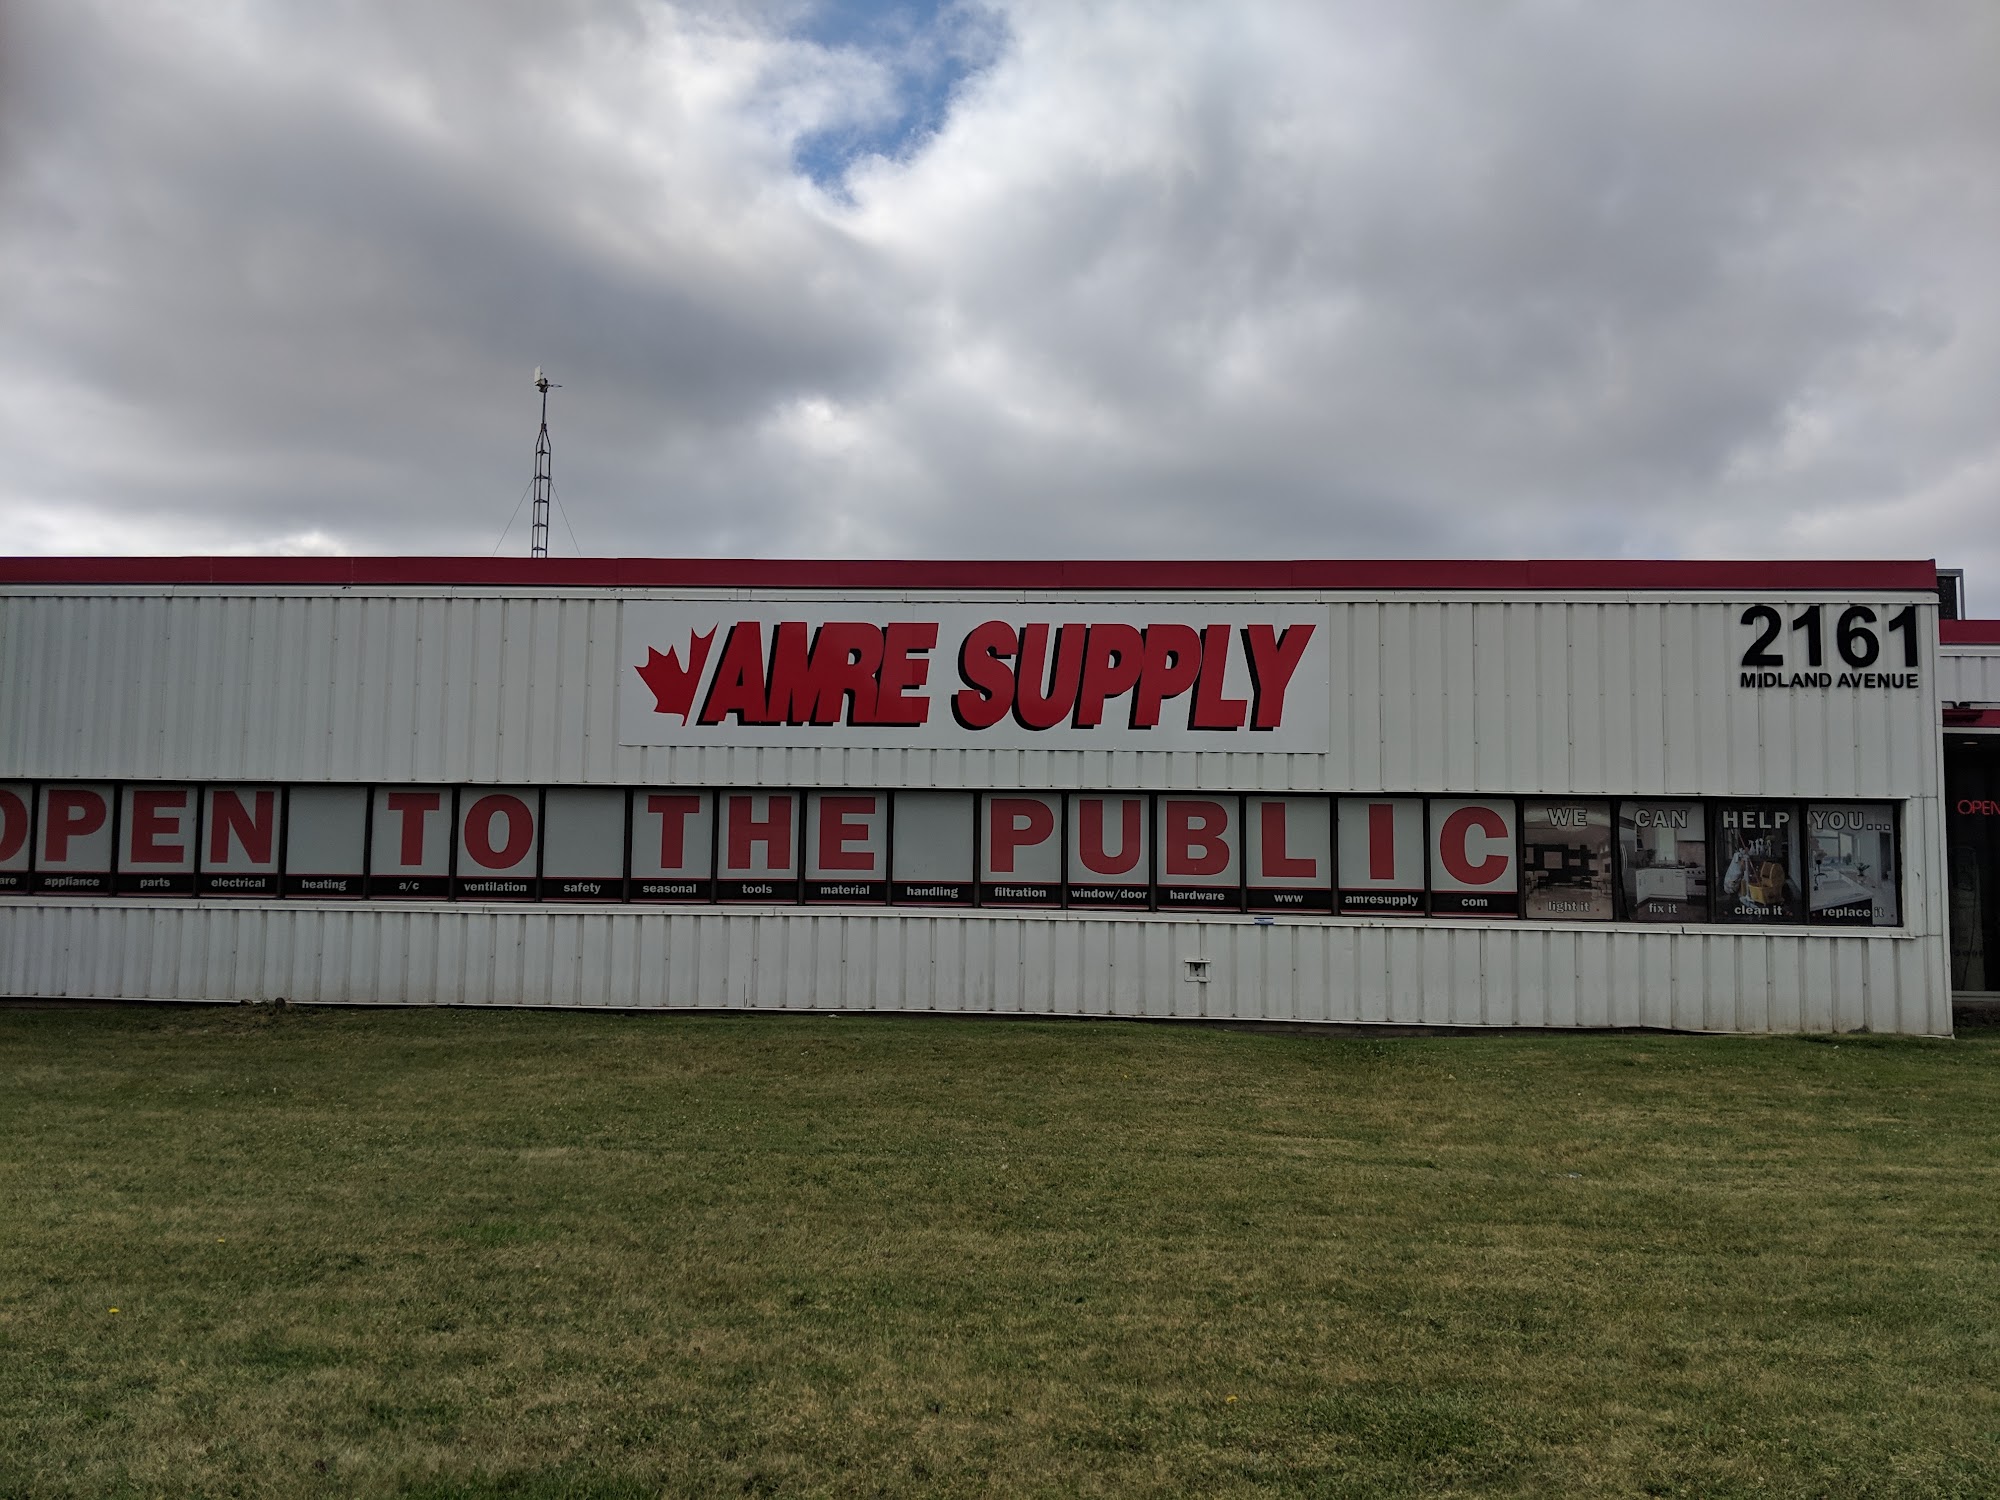 AMRE SUPPLY
2161
MIDLAND AVENUE
OPEN TO THE PUBLIC
WE CAN HELP YOU...
appliance parts electrical heating a/c ventilation safety seasonal tools material handling filtration window/door hardware www amresupply com
light it fix it clean it replace it
OPEN